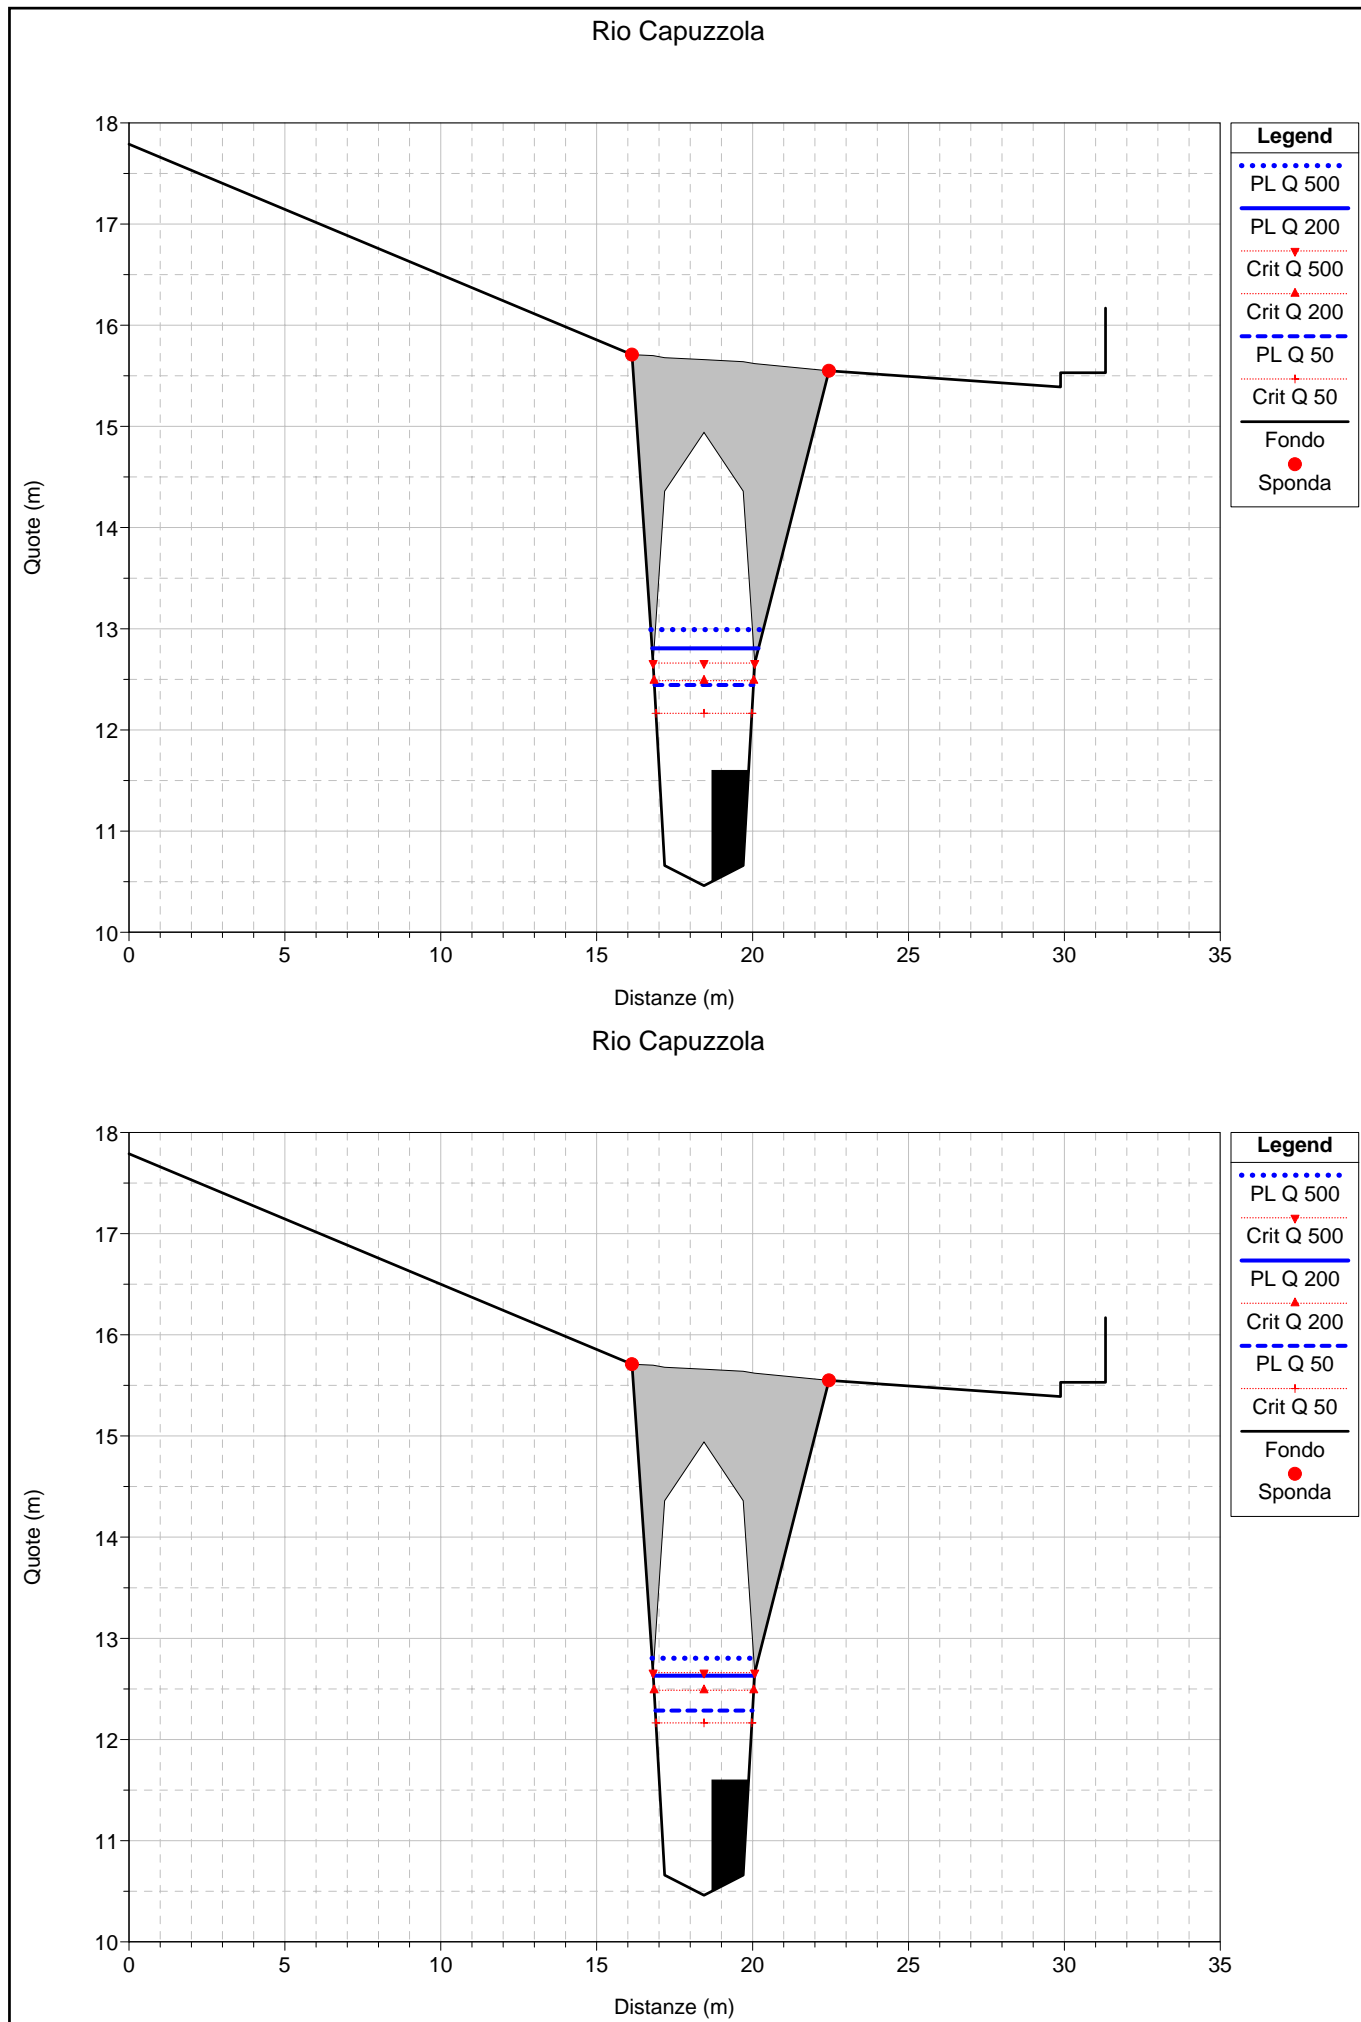 Rio Capuzzola
18
17
16
15
14
13
12
11
10
0 5 10 15 20 25 30 35
Quote (m)
Distanze (m)
Legend
PL Q 500
PL Q 200
Crit Q 500
Crit Q 200
PL Q 50
Crit Q 50
Fondo
Sponda
Rio Capuzzola
18
17
16
15
14
13
12
11
10
0 5 10 15 20 25 30 35
Quote (m)
Distanze (m)
Legend
PL Q 500
Crit Q 500
PL Q 200
Crit Q 200
PL Q 50
Crit Q 50
Fondo
Sponda